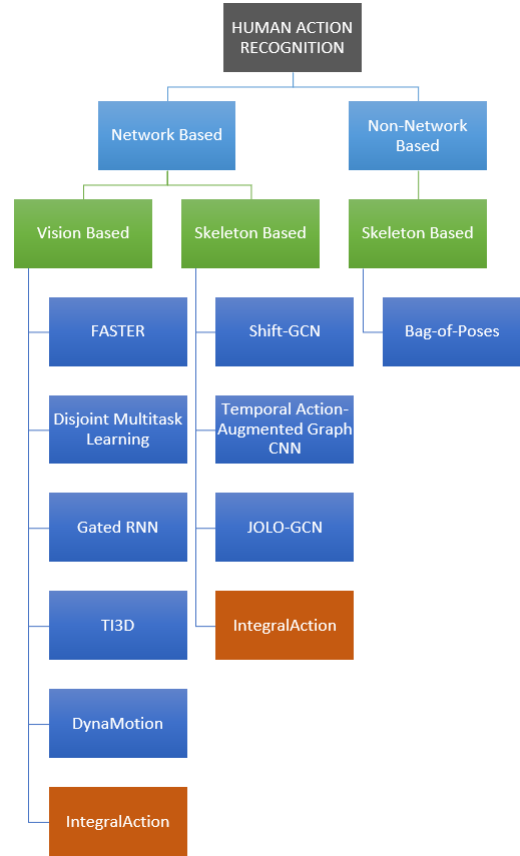 HUMAN ACTION
RECOGNITION
Network Based
Non-Network
Based
Vision Based
Skeleton Based
Skeleton Based
FASTER
Shift-GCN
Bag-of-Poses
Disjoint Multitask
Learning
Temporal Action-
Augmented Graph
CNN
Gated RNN
JOLO-GCN
TI3D
IntegralAction
DynaMotion
IntegralAction